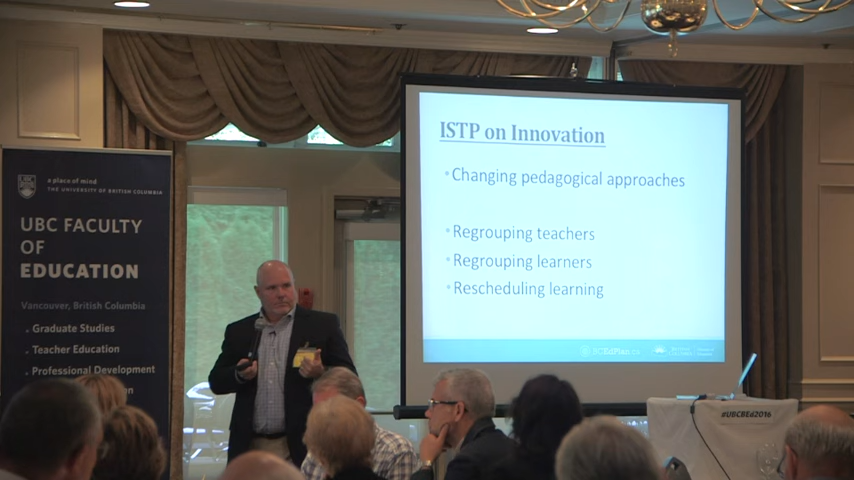 UBC
a place of mind
THE UNIVERSITY OF BRITISH COLUMBIA
UBC FACULTY
OF
EDUCATION
Vancouver, British Columbia
. Graduate Studies
. Teacher Education
. Professional Development
ISTP on Innovation
•Changing pedagogical approaches
•Regrouping teachers
•Regrouping learners
•Rescheduling learning
BCEdPlan.ca
#UBCBEd2016